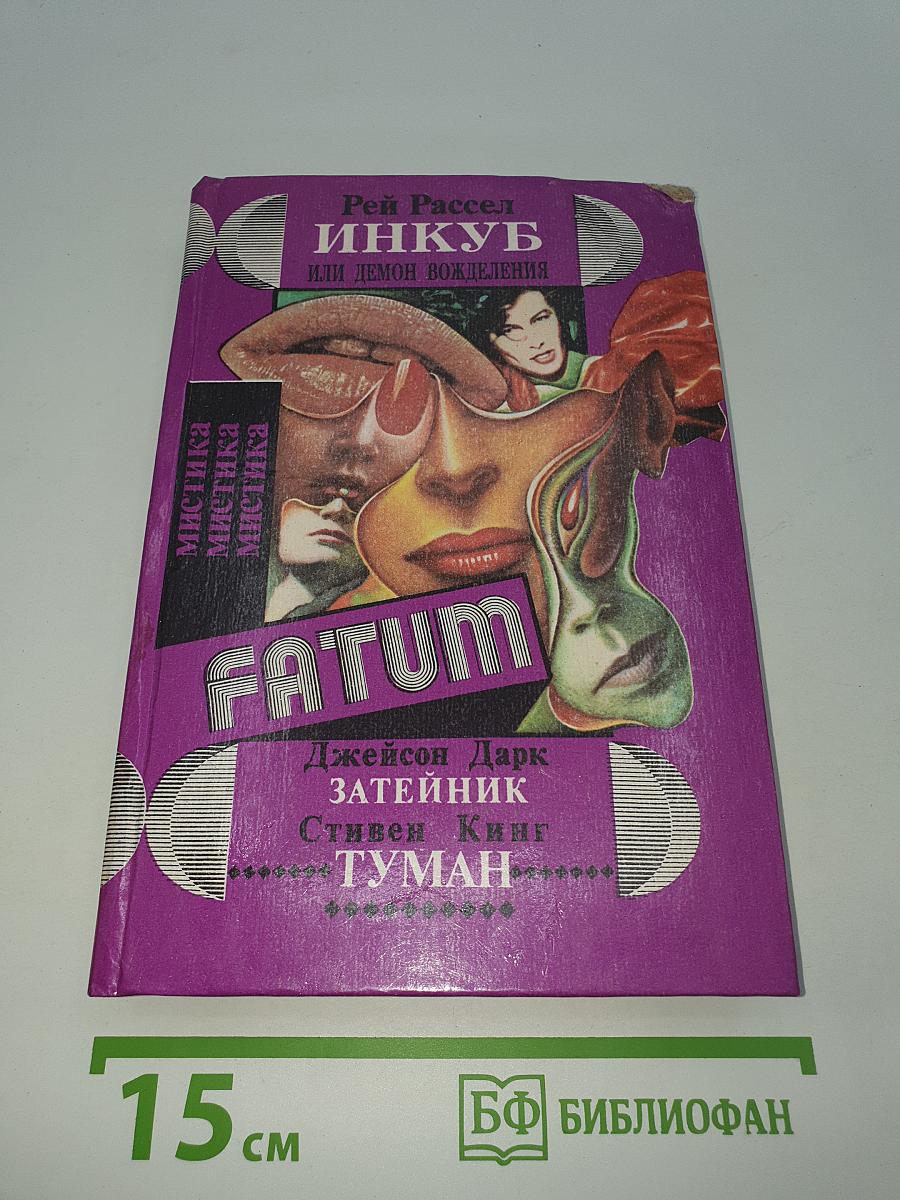 Рей Рассел
ИНКУБ
ИЛИ ДЕМОН ВОЖДЕЛЕНИЯ
МИСТИКА
МИСТИКА
МИСТИКА
FATUM
Джейсон Дарк
ЗАТЕЙНИК
Стивен Кинг
ТУМАН
15 см
БФ БИБЛИОФАН